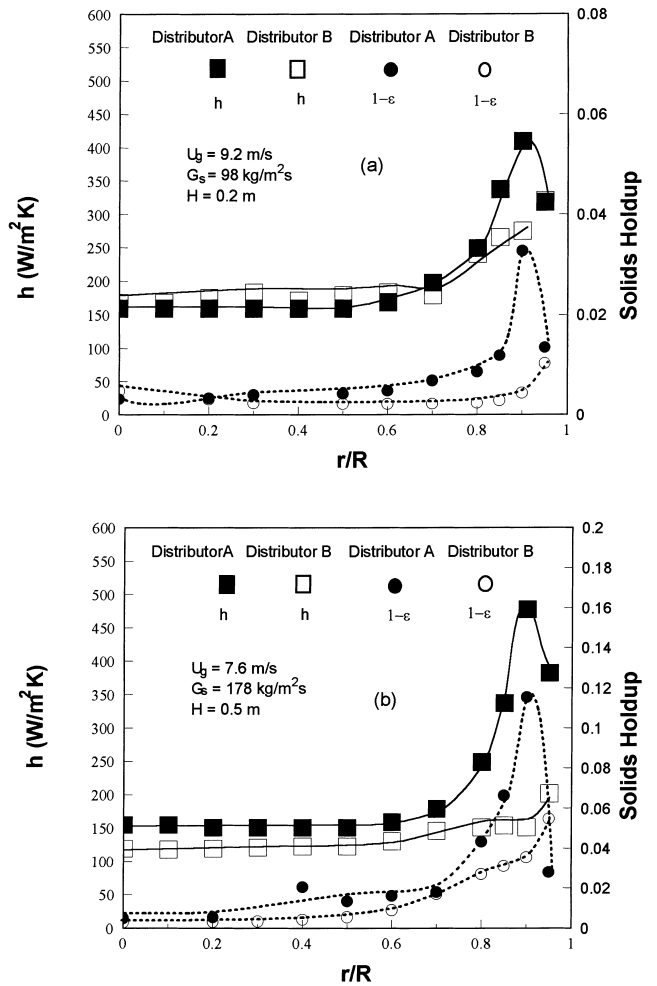 600
550
500
450
400
350
300
250
200
150
100
50
0
h (W/m² K)
0.08
0.06
0.04
0.02
0
Solids Holdup
DistributorA Distributor B Distributor A Distributor B
h h 1−ε 1−ε
Ug = 9.2 m/s
Gs = 98 kg/m²s
H = 0.2 m
(a)
0 0.2 0.4 0.6 0.8 1
r/R
600
550
500
450
400
350
300
250
200
150
100
50
0
h (W/m² K)
0.2
0.18
0.16
0.14
0.12
0.1
0.08
0.06
0.04
0.02
0
Solids Holdup
DistributorA Distributor B Distributor A Distributor B
h h 1−ε 1−ε
Ug = 7.6 m/s
Gs = 178 kg/m²s
H = 0.5 m
(b)
0 0.2 0.4 0.6 0.8 1
r/R